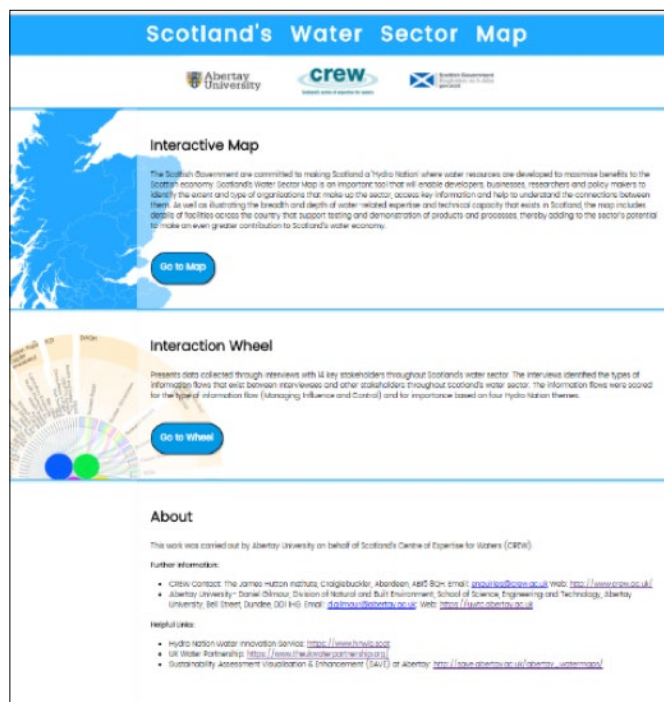 Scotland's Water Sector Map
Abertay
University
crew
Scottish Government
Interactive Map
The Scottish Government are committed to making Scotland a 'Hydro Nation' where water resources are developed to maximise benefits to the
Scottish economy. Scotland's Water Sector Map is an important tool that will enable developers, businesses, researchers and policy makers to
identify the extent and type of organisations that make up the sector, access key information and help to understand the connections between
them. As well as illustrating the breadth and depth of water-related expertise and technical capacity that exists in Scotland, the map includes
details of facilities across the country that support testing and demonstration of products and processes, thereby adding to the sector's potential
to make an even greater contribution to Scotland's water economy.
Go to Map
Interaction Wheel
Presents data collected through interviews with 14 key stakeholders throughout Scotland's water sector. The interviews identified the types of
information flows that exist between interviewees and other stakeholders throughout scotland's water sector. The information flows were scored
for the type of information flow (Managing, Influence and Control) and for importance based on four Hydro Nation themes.
Go to Wheel
About
This work was carried out by Abertay University on behalf of Scotland's Centre of Expertise for Waters (CREW)
Further information:
• CREW Contact: The James Hutton Institute, Craigiebuckler, Aberdeen, AB15 8QH. Email: enquiries@crew.ac.uk Web: http://www.crew.ac.uk/
• Abertay University- Daniel Gilmour, Division of Natural and Built Environment, School of Science, Engineering and Technology, Abertay
University, Bell Street, Dundee, DD1 1HG. Email: d.gilmour@abertay.ac.uk. Web: https://uwtc.abertay.ac.uk
Helpful Links:
• Hydro Nation Water Innovation Service: https://www.hnwis.scot
• UK Water Partnership: https://www.theukwaterpartnership.org/
• Sustainability Assessment Visualisation & Enhancement (SAVE) at Abertay: http://save.abertay.ac.uk/abertay_watermaps/